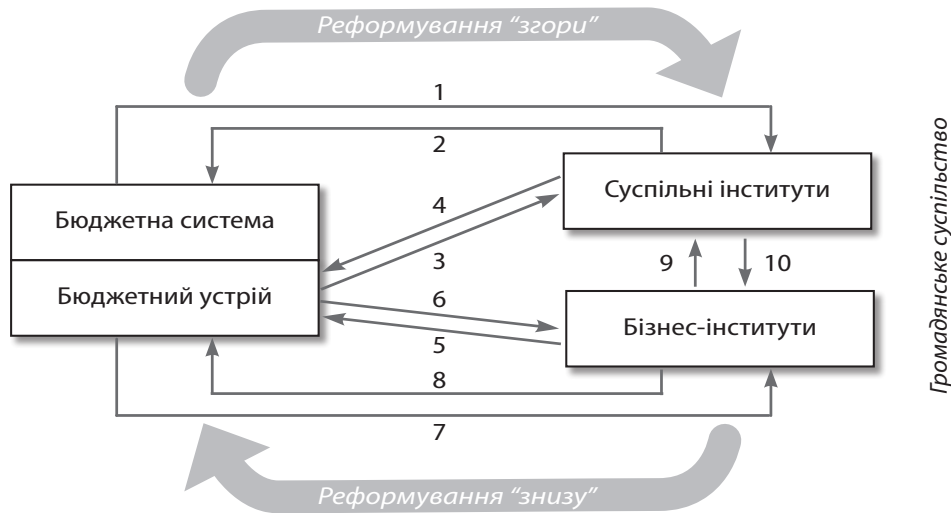 Реформування "згори"
1
2
Суспільні інститути
4
Бюджетна система
3
9
10
Бюджетний устрій
6
Бізнес-інститути
5
8
7
Реформування "знизу"
Громадянське суспільство